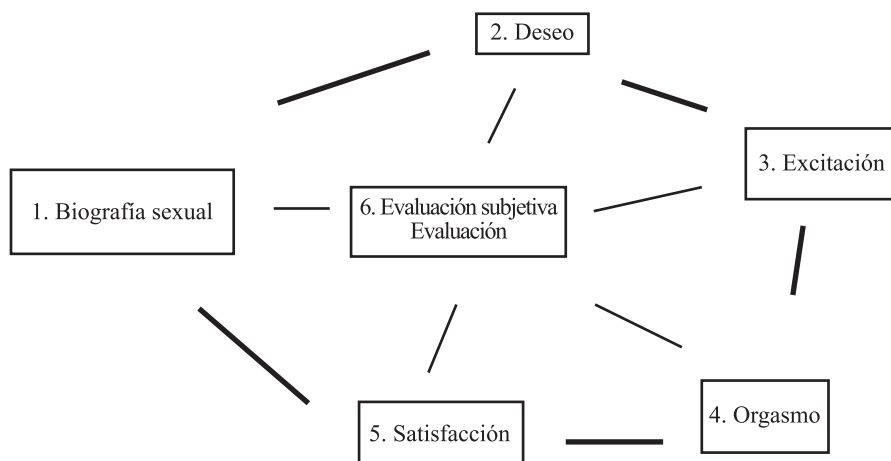 2. Deseo
3. Excitación
1. Biografía sexual
6. Evaluación subjetiva
Evaluación
4. Orgasmo
5. Satisfacción